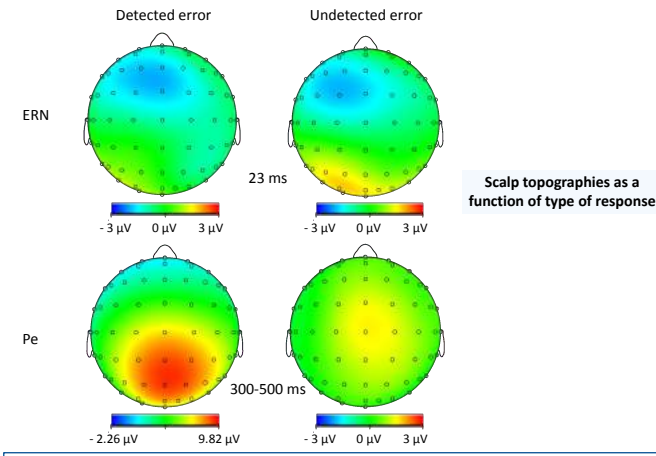 Detected error
Undetected error
ERN
23 ms
Scalp topographies as a
function of type of response
- 3 µV 0 µV 3 µV
- 3 µV 0 µV 3 µV
Pe
300-500 ms
- 2.26 µV 9.82 µV
- 3 µV 0 µV 3 µV